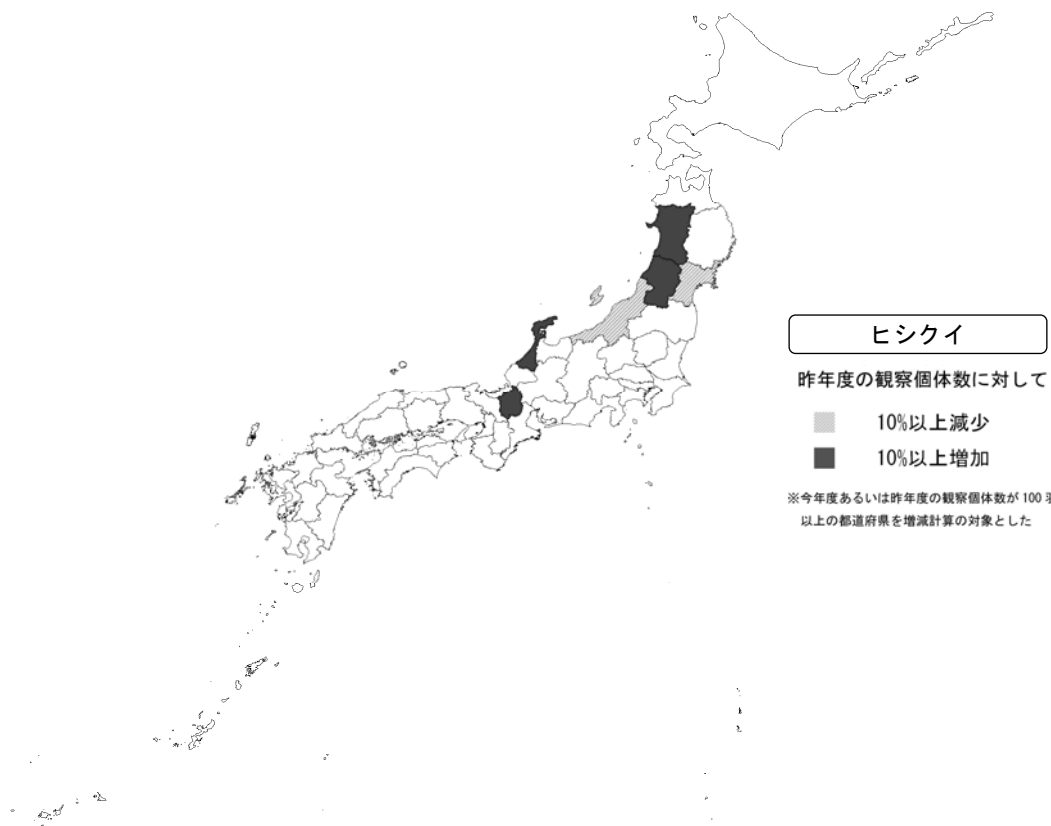 ヒシクイ
昨年度の観察個体数に対して
10%以上減少
10%以上増加
※今年度あるいは昨年度の観察個体数が 100 羽
以上の都道府県を増減計算の対象とした